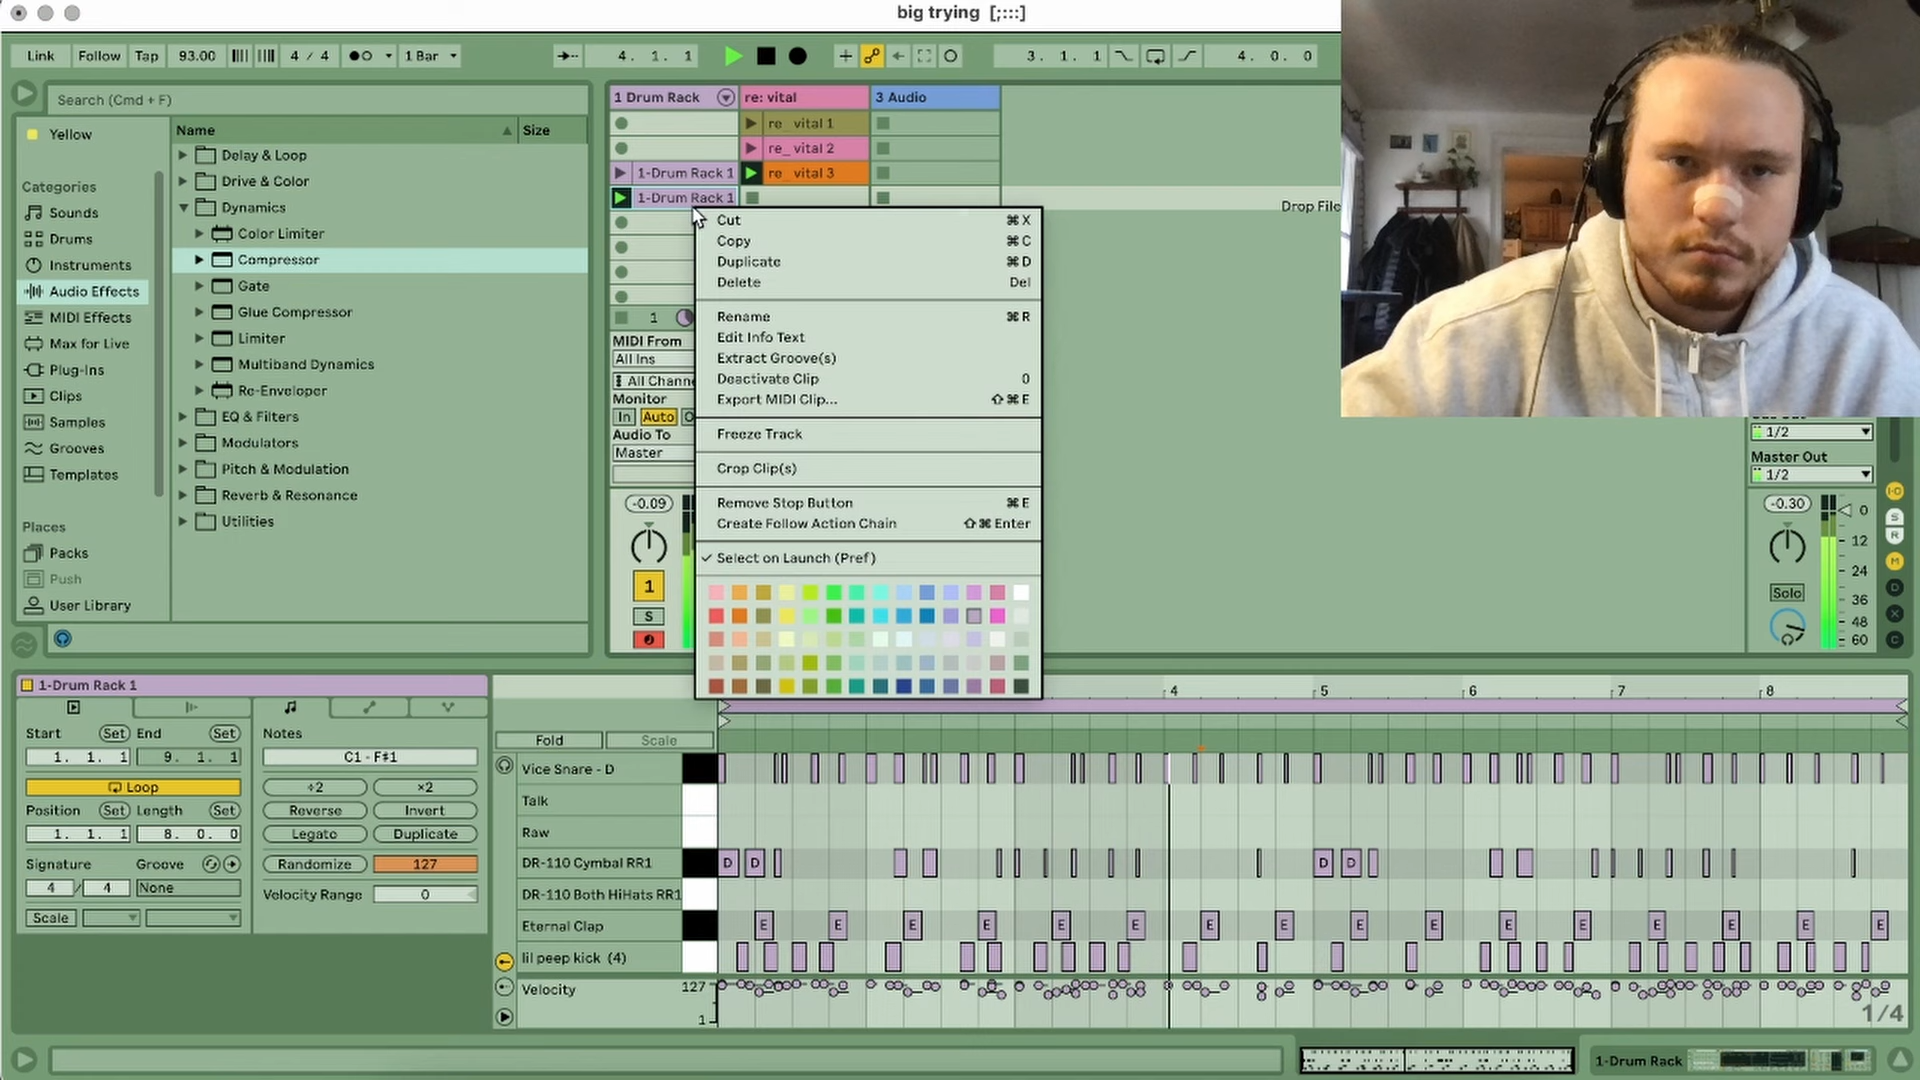 big trying [;::::]
Link Follow Tap 93.00 4 / 4 1 Bar 4. 1. 1 3. 1. 1 4. 0. 0
Search (Cmd + F)
Yellow
Categories
Sounds
Drums
Instruments
Audio Effects
MIDI Effects
Max for Live
Plug-Ins
Clips
Samples
Grooves
Templates
Places
Packs
Push
User Library
Name Size
Delay & Loop
Drive & Color
Dynamics
Color Limiter
Compressor
Gate
Glue Compressor
Limiter
Multiband Dynamics
Re-Enveloper
EQ & Filters
Modulators
Pitch & Modulation
Reverb & Resonance
Utilities
1 Drum Rack re: vital 3 Audio
re_ vital 1
re_ vital 2
1-Drum Rack 1 re_ vital 3
1-Drum Rack 1
Drop File
1
MIDI From
All Ins
All Chann
Monitor
In Auto
Audio To
Master
-0.09
1
S
Cut ⌘X
Copy ⌘C
Duplicate ⌘D
Delete Del
Rename ⌘R
Edit Info Text
Extract Groove(s)
Deactivate Clip 0
Export MIDI Clip... ⇧⌘E
Freeze Track
Crop Clip(s)
Remove Stop Button ⌘E
Create Follow Action Chain ⇧⌘Enter
✓ Select on Launch (Pref)
1/2
Master Out
1/2
-0.30
0
12
24
36
48
60
Solo
I-O
S
R
M
D
X
C
1-Drum Rack 1
Start Set End Set
1. 1. 1 9. 1. 1
Loop
Position Set Length Set
1. 1. 1 8. 0. 0
Signature Groove
4 / 4 None
Scale
Notes
C1 - F#1
÷2 ×2
Reverse Invert
Legato Duplicate
Randomize 127
Velocity Range 0
4 5 6 7 8
Fold Scale
Vice Snare - D
Talk
Raw
DR-110 Cymbal RR1 D D D D
DR-110 Both HiHats RR1
Eternal Clap E E E E E E E E E E E E E E E E
lil peep kick (4)
Velocity 127
1
1/4
1-Drum Rack